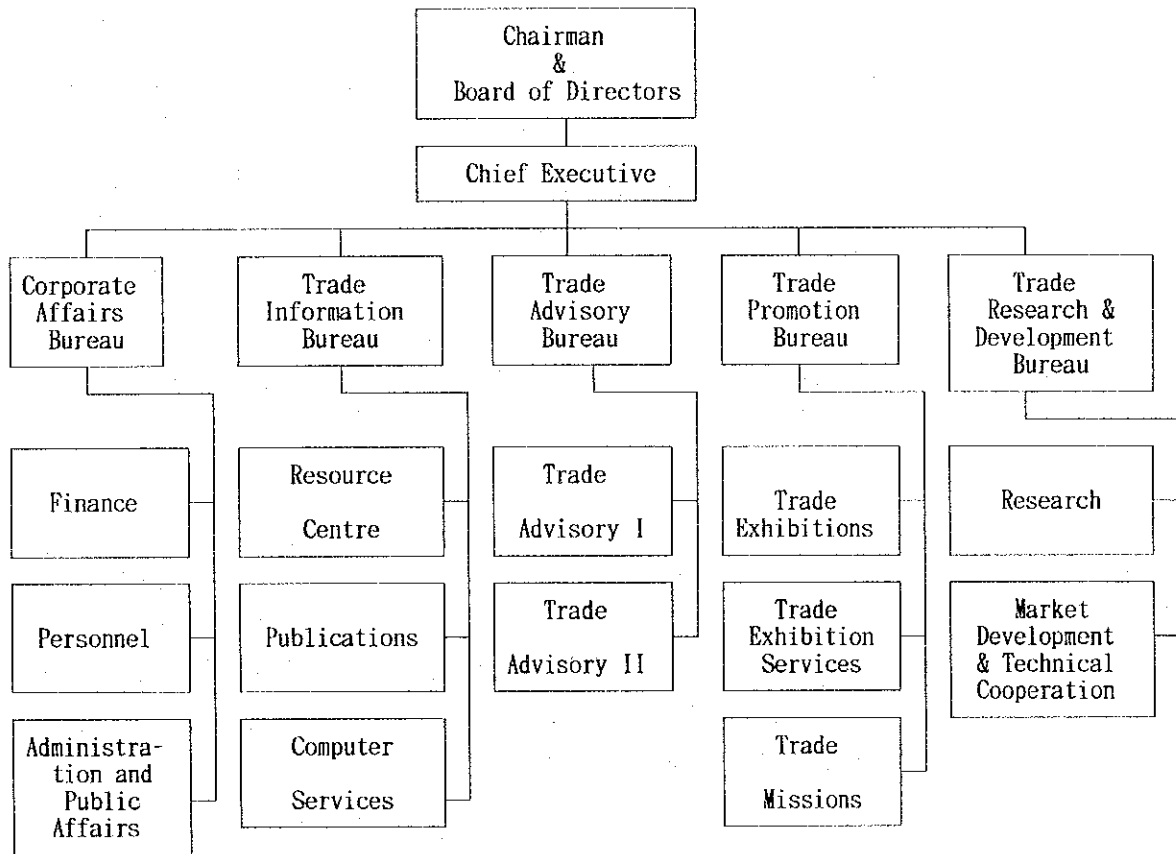 Chairman
&
Board of Directors
Chief Executive
Corporate
Affairs
Bureau
Trade
Information
Bureau
Trade
Advisory
Bureau
Trade
Promotion
Bureau
Trade
Research &
Development
Bureau
Finance
Resource
Centre
Trade
Advisory I
Trade
Exhibitions
Research
Personnel
Publications
Trade
Advisory II
Trade
Exhibition
Services
Market
Development
& Technical
Cooperation
Administra-
tion and
Public
Affairs
Computer
Services
Trade
Missions